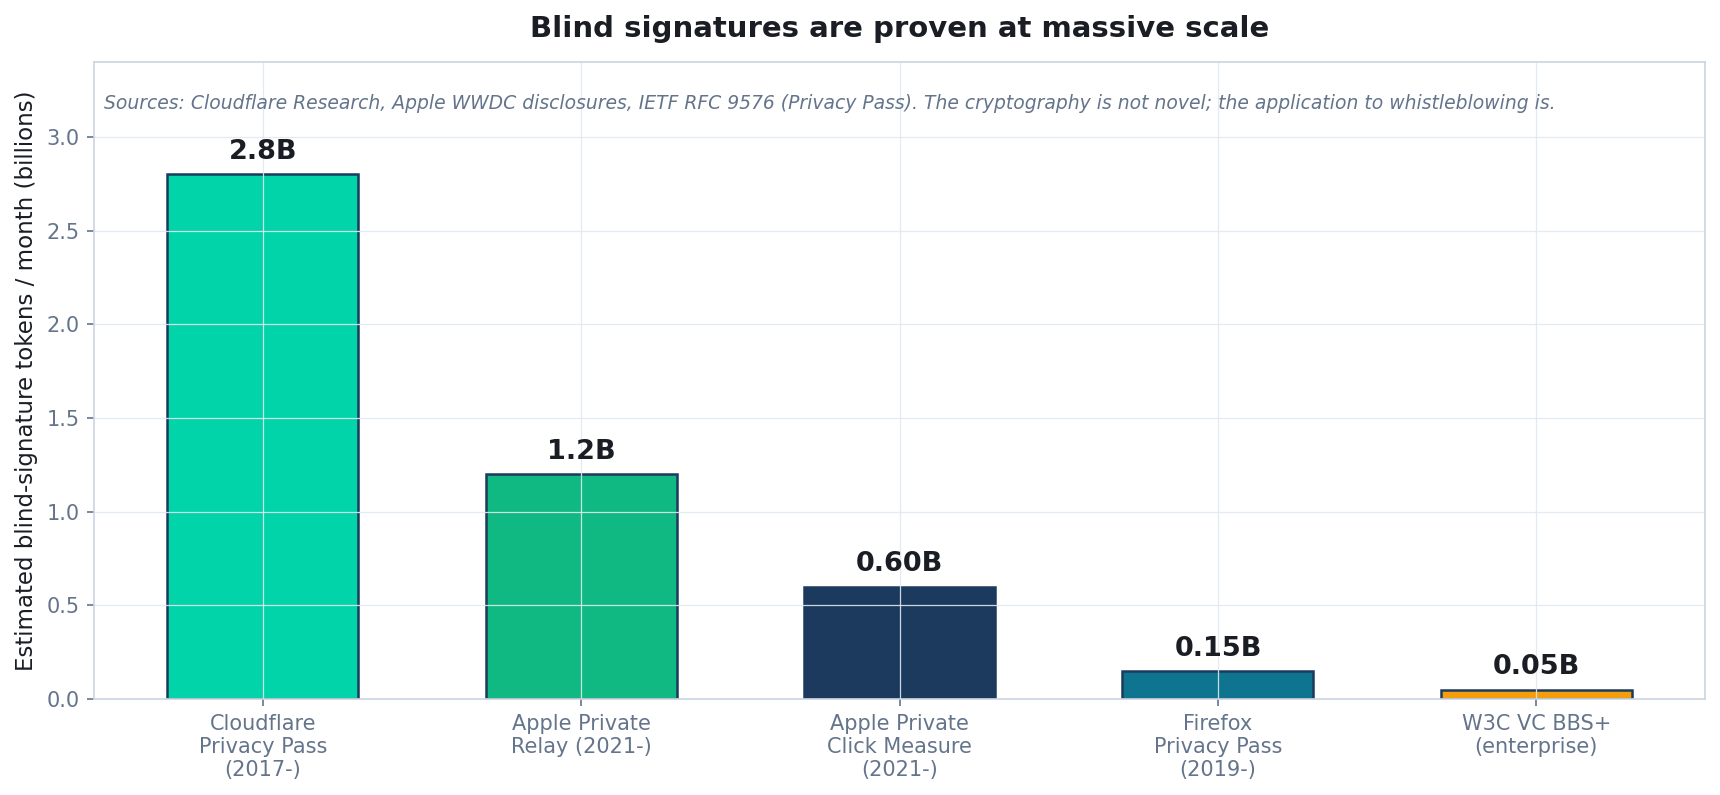 Blind signatures are proven at massive scale
Sources: Cloudflare Research, Apple WWDC disclosures, IETF RFC 9576 (Privacy Pass). The cryptography is not novel; the application to whistleblowing is.
Estimated blind-signature tokens / month (billions)
3.0
2.5
2.0
1.5
1.0
0.5
0.0
2.8B
1.2B
0.60B
0.15B
0.05B
Cloudflare
Privacy Pass
(2017-)
Apple Private
Relay (2021-)
Apple Private
Click Measure
(2021-)
Firefox
Privacy Pass
(2019-)
W3C VC BBS+
(enterprise)